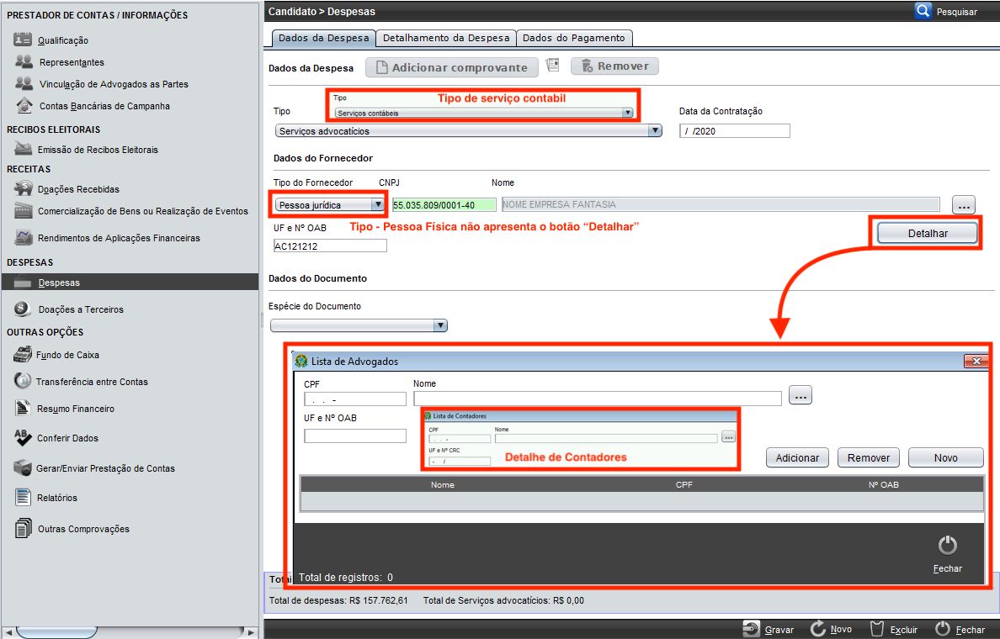 PRESTADOR DE CONTAS / INFORMAÇÕES
Qualificação
Representantes
Vinculação de Advogados as Partes
Contas Bancárias de Campanha
RECIBOS ELEITORAIS
Emissão de Recibos Eleitorais
RECEITAS
Doações Recebidas
Comercialização de Bens ou Realização de Eventos
Rendimentos de Aplicações Financeiras
DESPESAS
Despesas
Doações a Terceiros
OUTRAS OPÇÕES
Fundo de Caixa
Transferência entre Contas
Resumo Financeiro
Conferir Dados
Gerar/Enviar Prestação de Contas
Relatórios
Outras Comprovações
Candidato > Despesas
Pesquisar
Dados da Despesa Detalhamento da Despesa Dados do Pagamento
Dados da Despesa Adicionar comprovante Remover
Tipo Tipo de serviço contabil
Serviços contábeis
Tipo Data da Contratação
Serviços advocatícios / /2020
Dados do Fornecedor
Tipo do Fornecedor CNPJ Nome
Pessoa jurídica 55.035.809/0001-40 NOME EMPRESA FANTASIA ...
UF e Nº OAB Tipo - Pessoa Física não apresenta o botão “Detalhar”
Detalhar
AC121212
Dados do Documento
Espécie do Documento
Lista de Advogados
CPF Nome
. . - ...
UF e Nº OAB
Lista de Contadores
CPF Nome
. . - ...
UF e Nº CRC
- / Detalhe de Contadores
Adicionar Remover Novo
Nome CPF Nº OAB
Fechar
Total de registros: 0
Totai
Total de despesas: R$ 157.762,61 Total de Serviços advocatícios: R$ 0,00
Gravar Novo Excluir Fechar